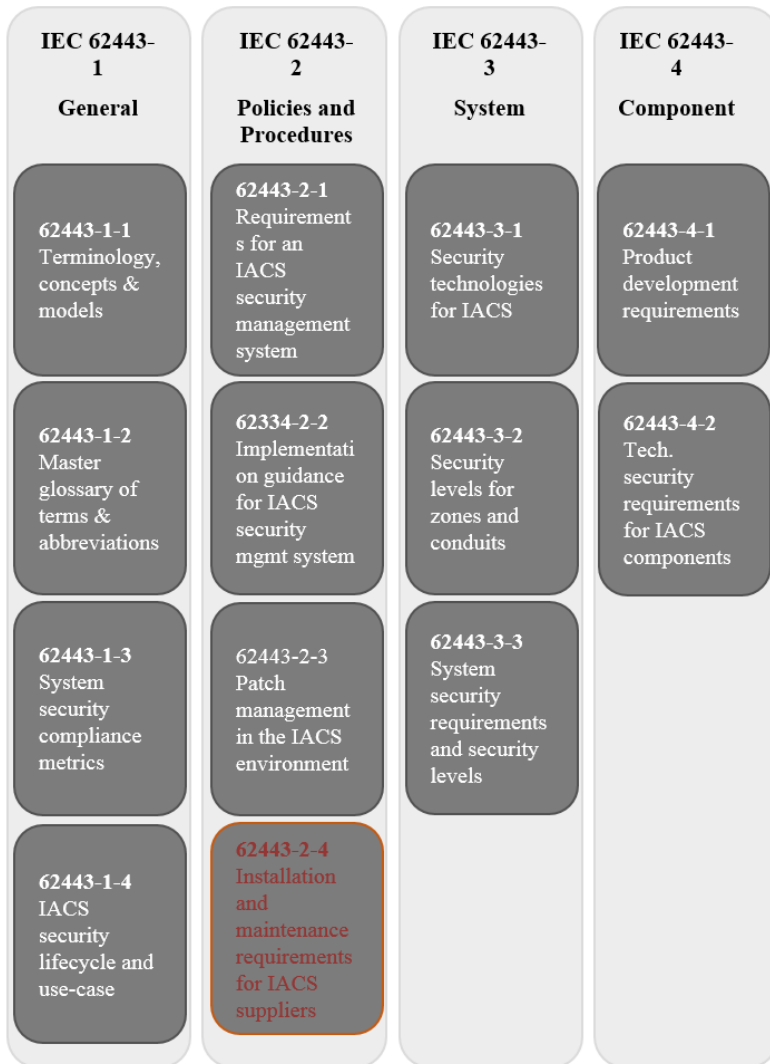 IEC 62443-
1
General
62443-1-1
Terminology,
concepts &
models
62443-1-2
Master
glossary of
terms &
abbreviations
62443-1-3
System
security
compliance
metrics
62443-1-4
IACS
security
lifecycle and
use-case
IEC 62443-
2
Policies and
Procedures
62443-2-1
Requirement
s for an
IACS
security
management
system
62334-2-2
Implementati
on guidance
for IACS
security
mgmt system
62443-2-3
Patch
management
in the IACS
environment
62443-2-4
Installation
and
maintenance
requirements
for IACS
suppliers
IEC 62443-
3
System
62443-3-1
Security
technologies
for IACS
62443-3-2
Security
levels for
zones and
conduits
62443-3-3
System
security
requirements
and security
levels
IEC 62443-
4
Component
62443-4-1
Product
development
requirements
62443-4-2
Tech.
security
requirements
for IACS
components